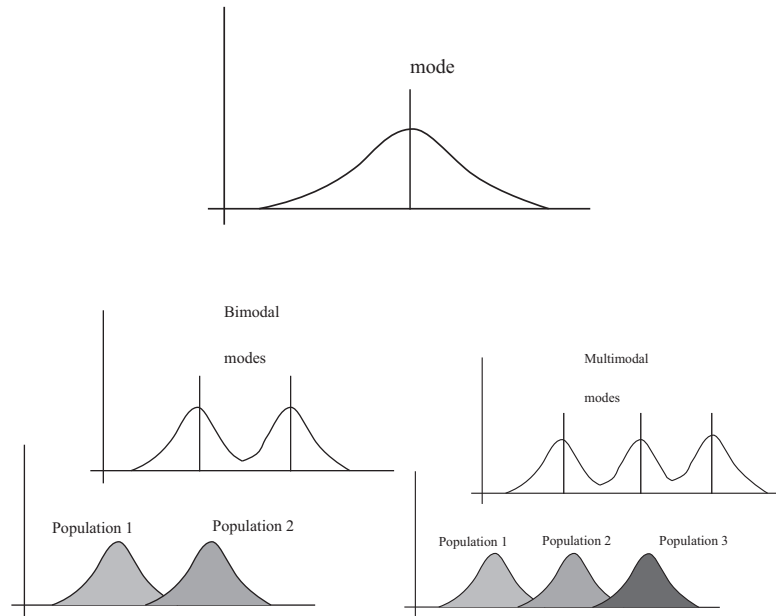 mode
Bimodal
modes
Multimodal
modes
Population 1
Population 2
Population 1
Population 2
Population 3